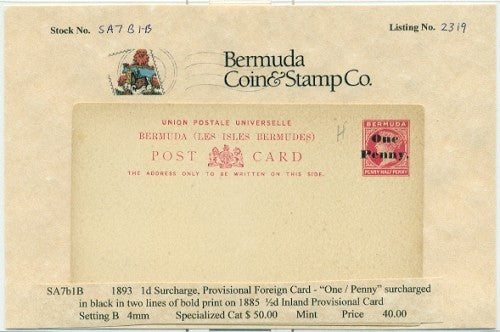 Stock No. SA7B1-B
Listing No. 2319
Bermuda
Coin & Stamp Co.
UNION POSTALE UNIVERSELLE
BERMUDA (LES ISLES BERMUDES)
POST CARD
THE ADDRESS ONLY TO BE WRITTEN ON THIS SIDE.
H
BERMUDA
One
Penny.
PENNY HALF PENNY
SA7b1B 1893 1d Surcharge, Provisional Foreign Card - “One / Penny” surcharged
in black in two lines of bold print on 1885 ½d Inland Provisional Card
Setting B 4mm Specialized Cat $ 50.00 Mint Price 40.00